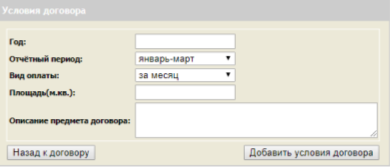 Условия договора
Год:
Отчётный период: январь-март
Вид оплаты: за месяц
Площадь(м.кв.):
Описание предмета договора:
Назад к договору Добавить условия договора